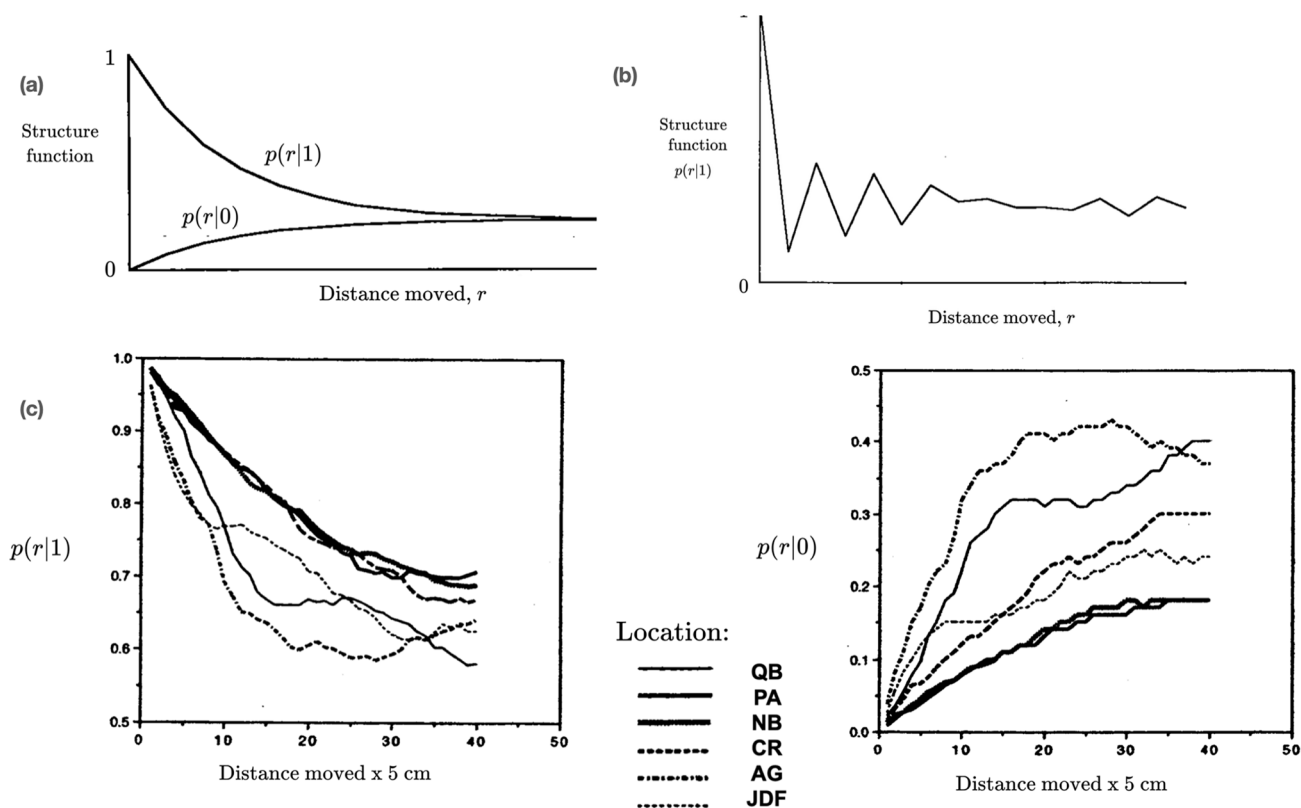 (a)
1
Structure
function
p(r|1)
p(r|0)
0
Distance moved, r
(b)
Structure
function
p(r|1)
0
Distance moved, r
(c)
1.0
0.9
0.8
0.7
0.6
0.5
p(r|1)
0 10 20 30 40 50
Distance moved x 5 cm
Location:
QB
PA
NB
CR
AG
JDF
0.5
0.4
0.3
0.2
0.1
0.0
p(r|0)
0 10 20 30 40 50
Distance moved x 5 cm